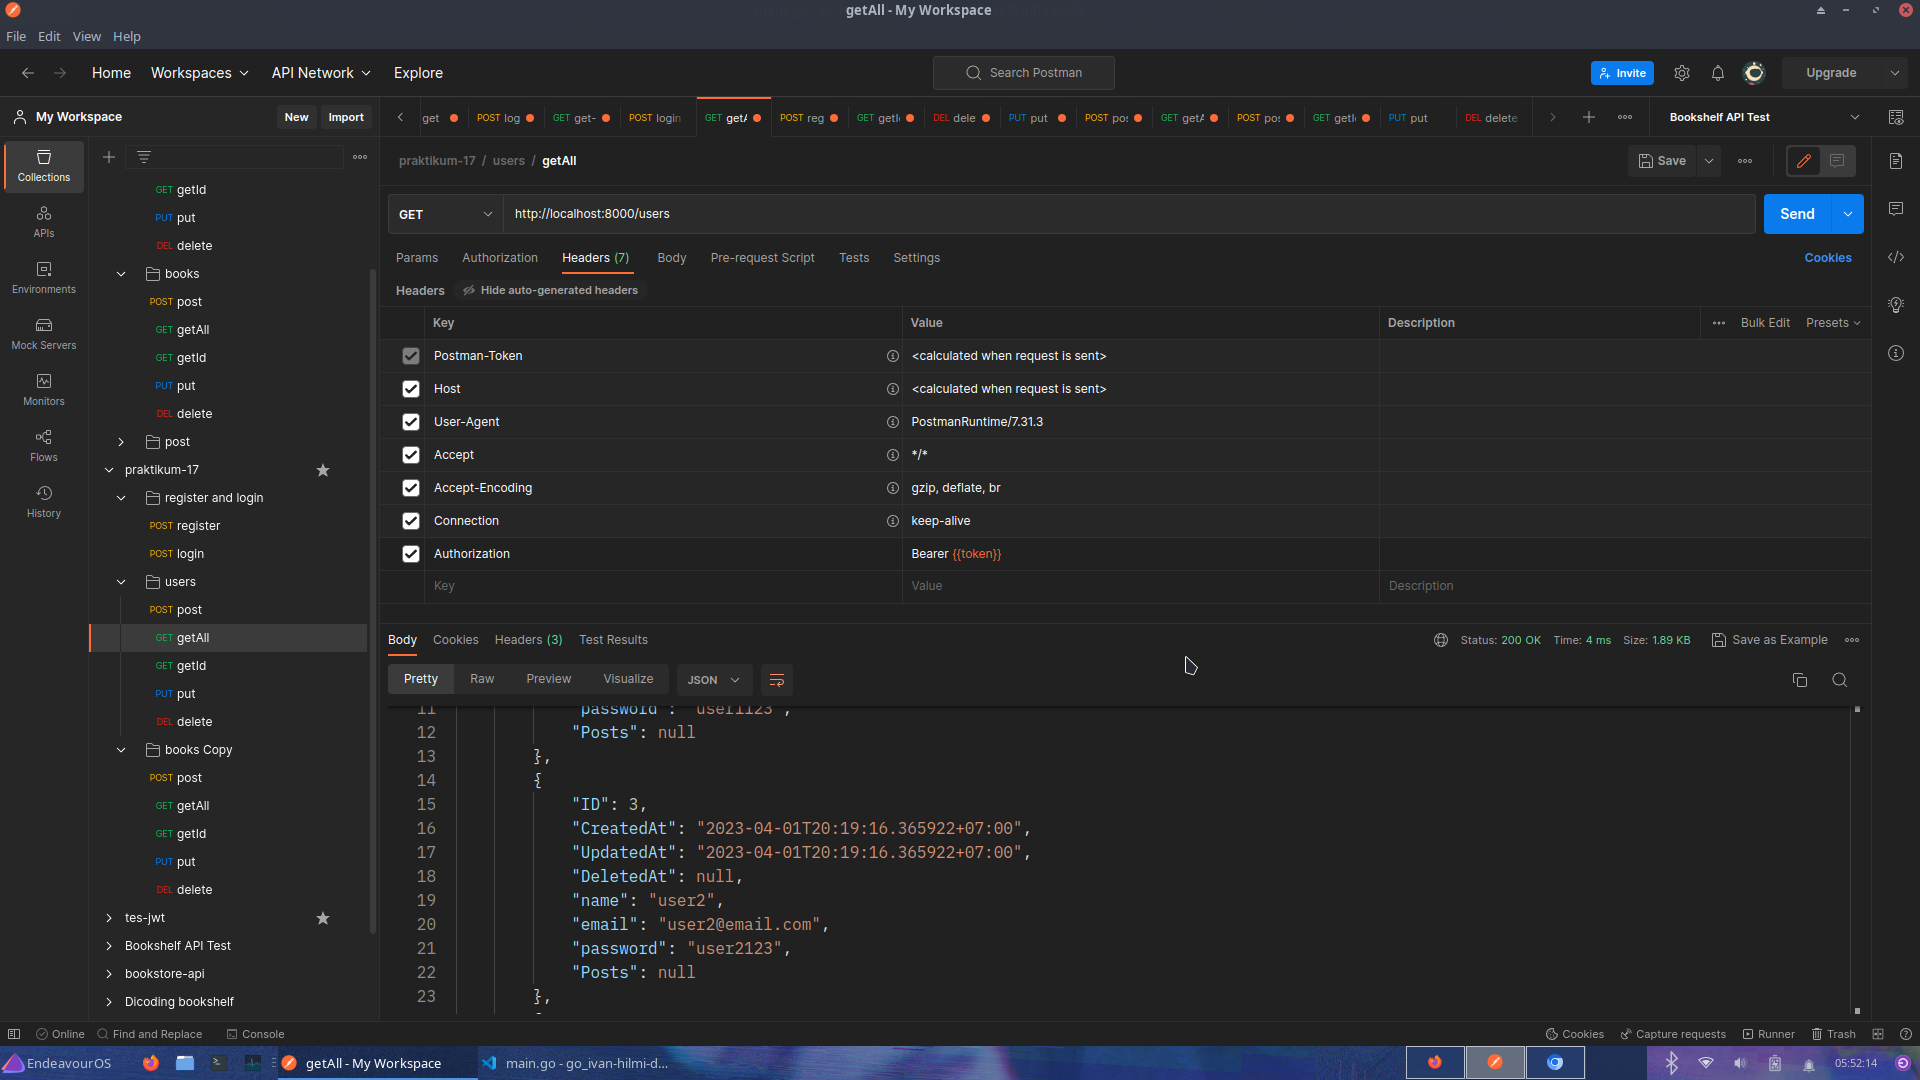 getAll - My Workspace
File Edit View Help
Home Workspaces API Network Explore
Search Postman
Invite
Upgrade
My Workspace
New Import
get POST log GET get- POST login GET getA POST reg GET getI DEL dele PUT put POST pos GET getA POST pos GET getI PUT put DEL delete
Bookshelf API Test
Collections
APIs
Environments
Mock Servers
Monitors
Flows
History
GET getId
PUT put
DEL delete
books
POST post
GET getAll
GET getId
PUT put
DEL delete
post
praktikum-17
register and login
POST register
POST login
users
POST post
GET getAll
GET getId
PUT put
DEL delete
books Copy
POST post
GET getAll
GET getId
PUT put
DEL delete
tes-jwt
Bookshelf API Test
bookstore-api
Dicoding bookshelf
praktikum-17 / users / getAll
Save
GET http://localhost:8000/users
Send
Params Authorization Headers (7) Body Pre-request Script Tests Settings
Cookies
Headers Hide auto-generated headers
Key Value Description Bulk Edit Presets
Postman-Token <calculated when request is sent>
Host <calculated when request is sent>
User-Agent PostmanRuntime/7.31.3
Accept */*
Accept-Encoding gzip, deflate, br
Connection keep-alive
Authorization Bearer {{token}}
Key Value Description
Body Cookies Headers (3) Test Results
Status: 200 OK Time: 4 ms Size: 1.89 KB Save as Example
Pretty Raw Preview Visualize JSON
11 "password": "user1123",
12 "Posts": null
13 },
14 {
15 "ID": 3,
16 "CreatedAt": "2023-04-01T20:19:16.365922+07:00",
17 "UpdatedAt": "2023-04-01T20:19:16.365922+07:00",
18 "DeletedAt": null,
19 "name": "user2",
20 "email": "user2@email.com",
21 "password": "user2123",
22 "Posts": null
23 },
Online Find and Replace Console
Cookies Capture requests Runner Trash
EndeavourOS
getAll - My Workspace
main.go - go_ivan-hilmi-d...
05:52:14